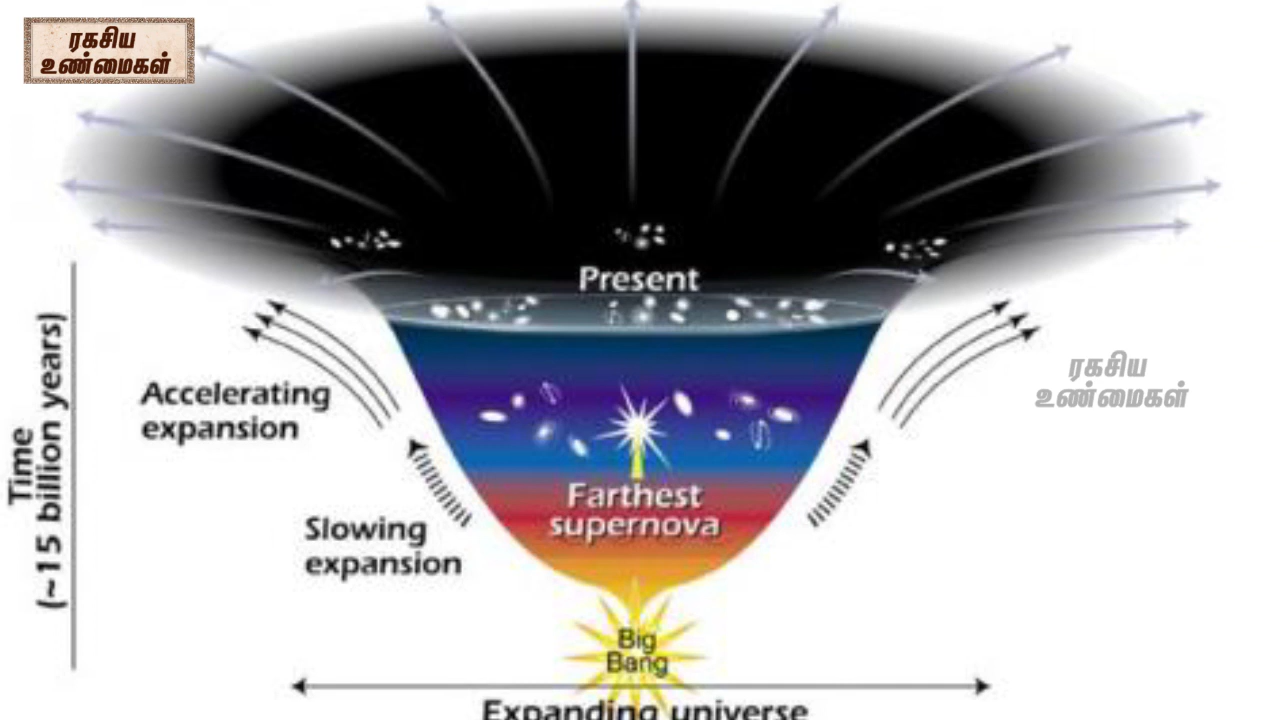 ரகசிய
உண்மைகள்
Present
Time
(~15 billion years)
Accelerating
expansion
ரகசிய
உண்மைகள்
Farthest
supernova
Slowing
expansion
Big
Bang
Expanding universe